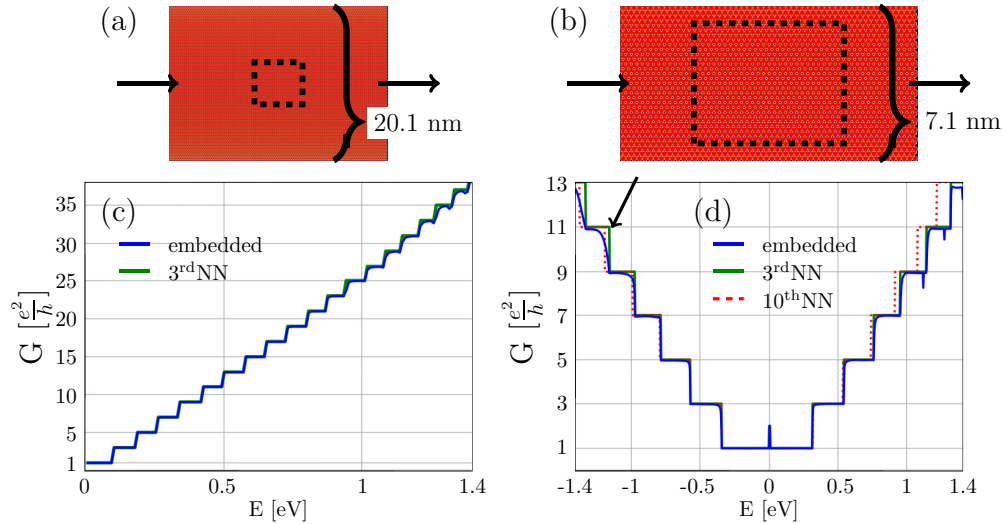 (a)
20.1 nm
(b)
7.1 nm
(c)
embedded
3rdNN
G [e²/h]
35
30
25
20
15
10
5
1
0
0.5
1
1.4
E [eV]
(d)
embedded
3rdNN
10thNN
G [e²/h]
13
11
9
7
5
3
1
-1.4
-1
-0.5
0
0.5
1
1.4
E [eV]